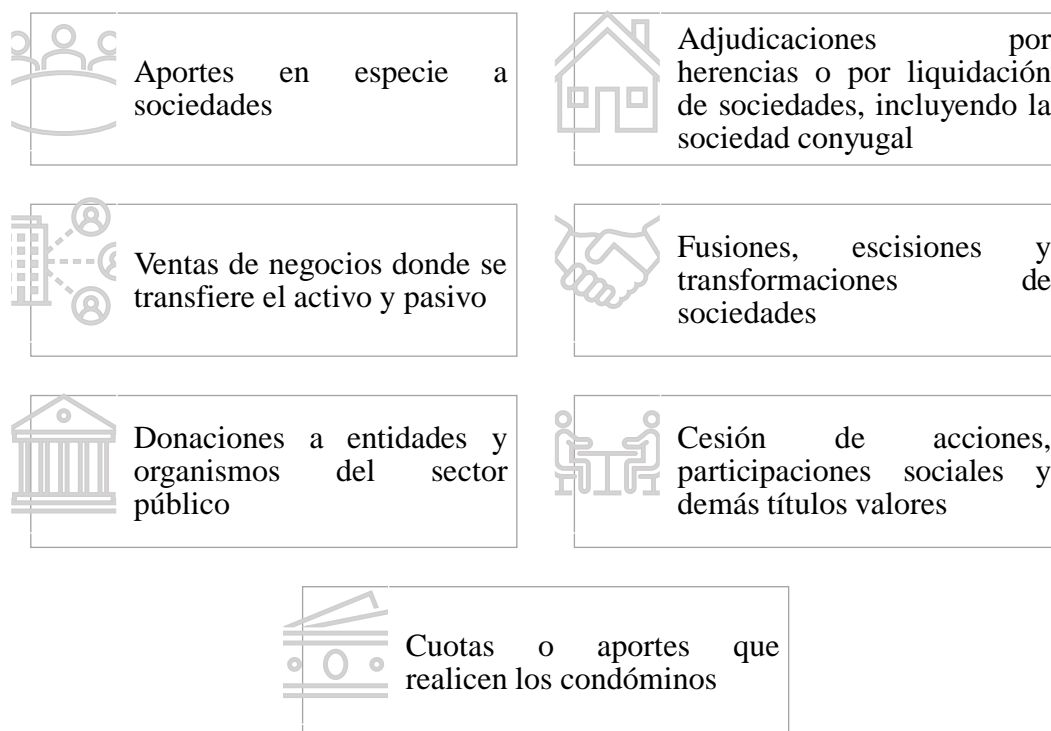 Aportes en especie a
sociedades
Adjudicaciones por
herencias o por liquidación
de sociedades, incluyendo la
sociedad conyugal
Ventas de negocios donde se
transfiere el activo y pasivo
Fusiones, escisiones y
transformaciones de
sociedades
Donaciones a entidades y
organismos del sector
público
Cesión de acciones,
participaciones sociales y
demás títulos valores
Cuotas o aportes que
realicen los condóminos